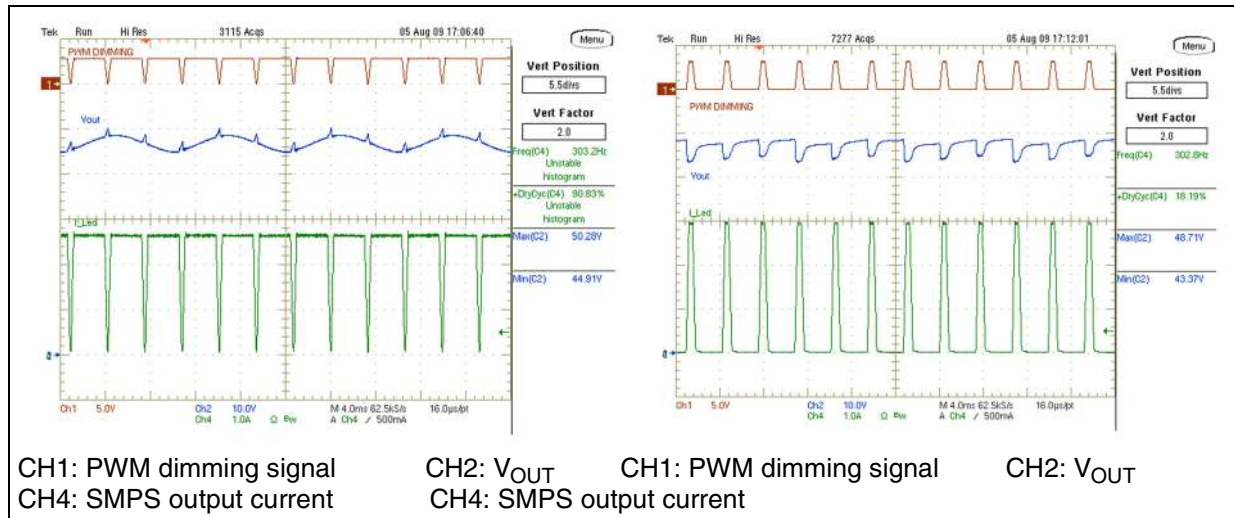 Tek Run Hi Res 3115 Acqs 05 Aug 09 17:06:40
Menu
PWM DIMMING
Vert Position
5.5divs
1
Vert Factor
2.0
Vout
Freq(C4) 303.2Hz
Unstable
histogram
+DtyCyc(C4) 90.83%
Unstable
histogram
I_Led
Max(C2) 50.28V
Min(C2) 44.91V
Ch1 5.0V Ch2 10.0V M 4.0ms 62.5kS/s 16.0µs/pt
Ch4 1.0A Ω Bw A Ch4 / 500mA
Tek Run Hi Res 7277 Acqs 05 Aug 09 17:12:01
Menu
Vert Position
5.5divs
1
PWM DIMMING
Vert Factor
2.0
Freq(C4) 302.8Hz
Vout
+DtyCyc(C4) 18.19%
I_Led
Max(C2) 48.71V
Min(C2) 43.37V
Ch1 5.0V Ch2 10.0V M 4.0ms 62.5kS/s 16.0µs/pt
Ch4 1.0A Ω Bw A Ch4 / 500mA
CH1: PWM dimming signal CH2: VOUT CH1: PWM dimming signal CH2: VOUT
CH4: SMPS output current CH4: SMPS output current